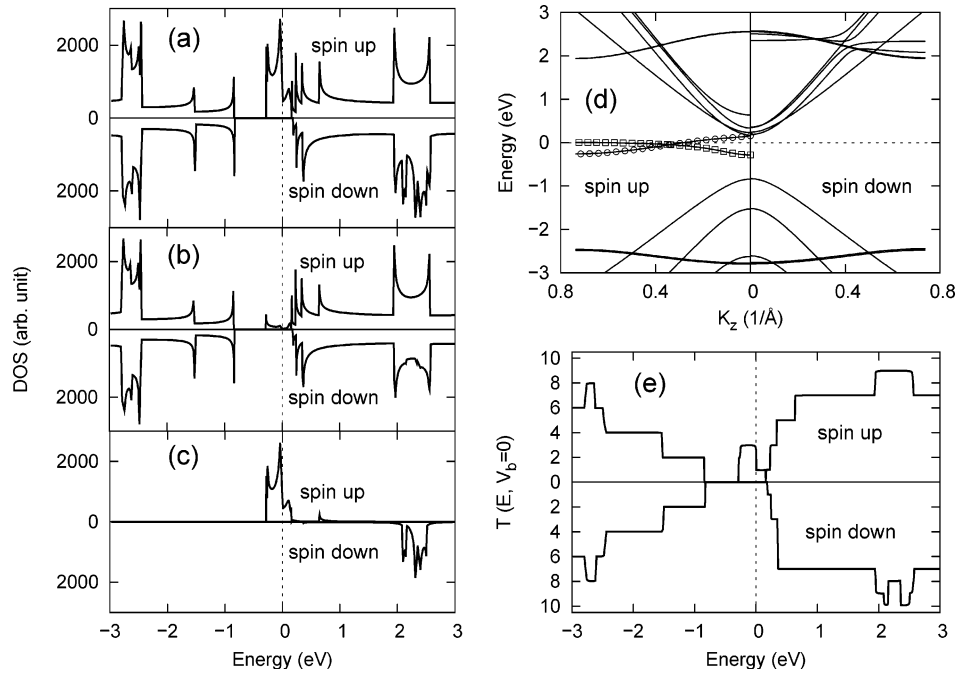 (a)
spin up
2000
0
2000
spin down
(b)
spin up
2000
0
2000
spin down
DOS (arb. unit)
(c)
spin up
2000
0
2000
spin down
−3 −2 −1 0 1 2 3
Energy (eV)
3
2
1
0
−1
−2
−3
Energy (eV)
(d)
spin up
spin down
0.8 0.4 0 0.4 0.8
Kz (1/Å)
10
8
6
4
2
0
2
4
6
8
10
T (E, Vb=0)
(e)
spin up
spin down
−3 −2 −1 0 1 2 3
Energy (eV)